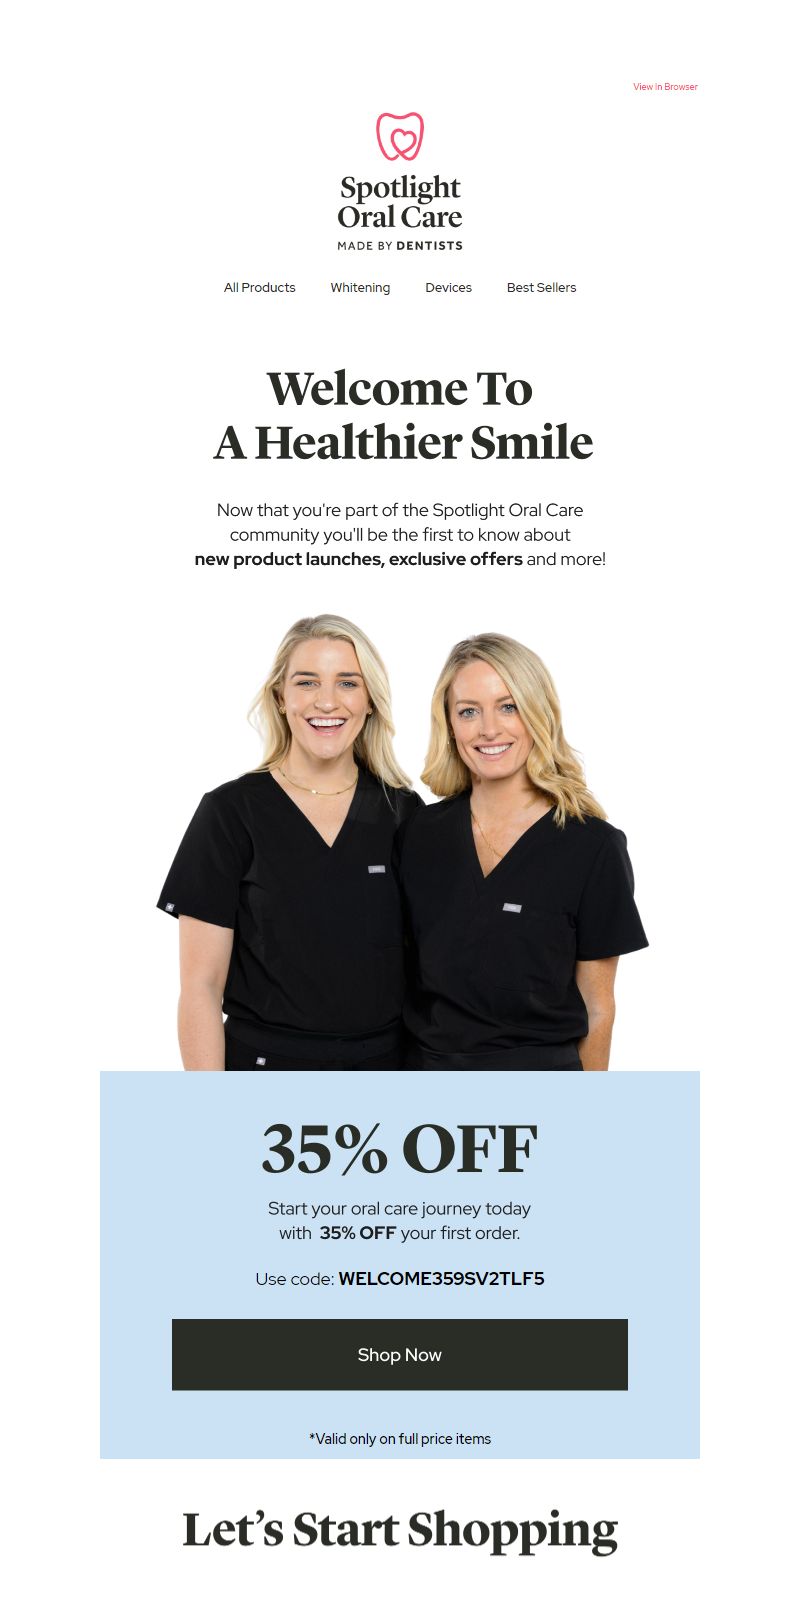 View In Browser
Spotlight
Oral Care
MADE BY DENTISTS
All Products Whitening Devices Best Sellers
Welcome To
A Healthier Smile
Now that you're part of the Spotlight Oral Care
community you'll be the first to know about
new product launches, exclusive offers and more!
35% OFF
Start your oral care journey today
with 35% OFF your first order.
Use code: WELCOME359SV2TLF5
Shop Now
*Valid only on full price items
Let’s Start Shopping